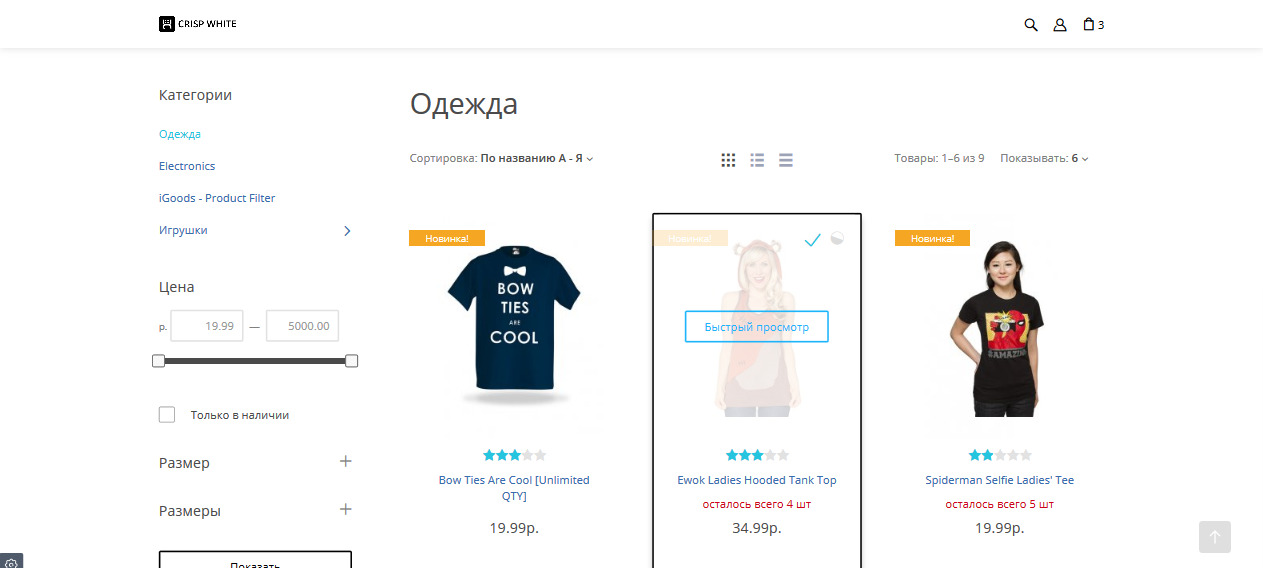 CRISP WHITE
3
Категории
Одежда
Electronics
iGoods - Product Filter
Игрушки
Цена
р. 19.99 — 5000.00
Только в наличии
Размер
Размеры
Показать
Одежда
Сортировка: По названию А - Я
Товары: 1–6 из 9 Показывать: 6
Новинка!
BOW
TIES
ARE
COOL
Bow Ties Are Cool [Unlimited
QTY]
19.99р.
Новинка!
Быстрый просмотр
Ewok Ladies Hooded Tank Top
осталось всего 4 шт
34.99р.
Новинка!
#AMAZING
Spiderman Selfie Ladies' Tee
осталось всего 5 шт
19.99р.